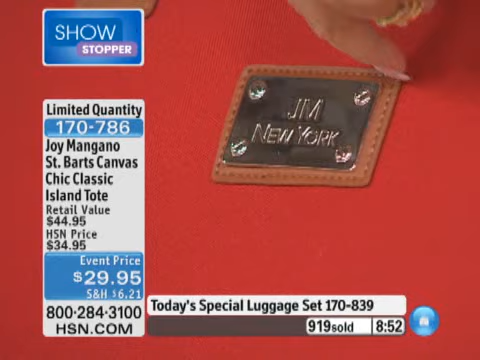 SHOW
STOPPER
JM
NEW YORK
Limited Quantity
170-786
Joy Mangano
St. Barts Canvas
Chic Classic
Island Tote
Retail Value
$44.95
HSN Price
$34.95
Event Price
$29.95
S&H $6.21
800·284·3100
HSN.COM
Today's Special Luggage Set 170-839
919sold
8:52